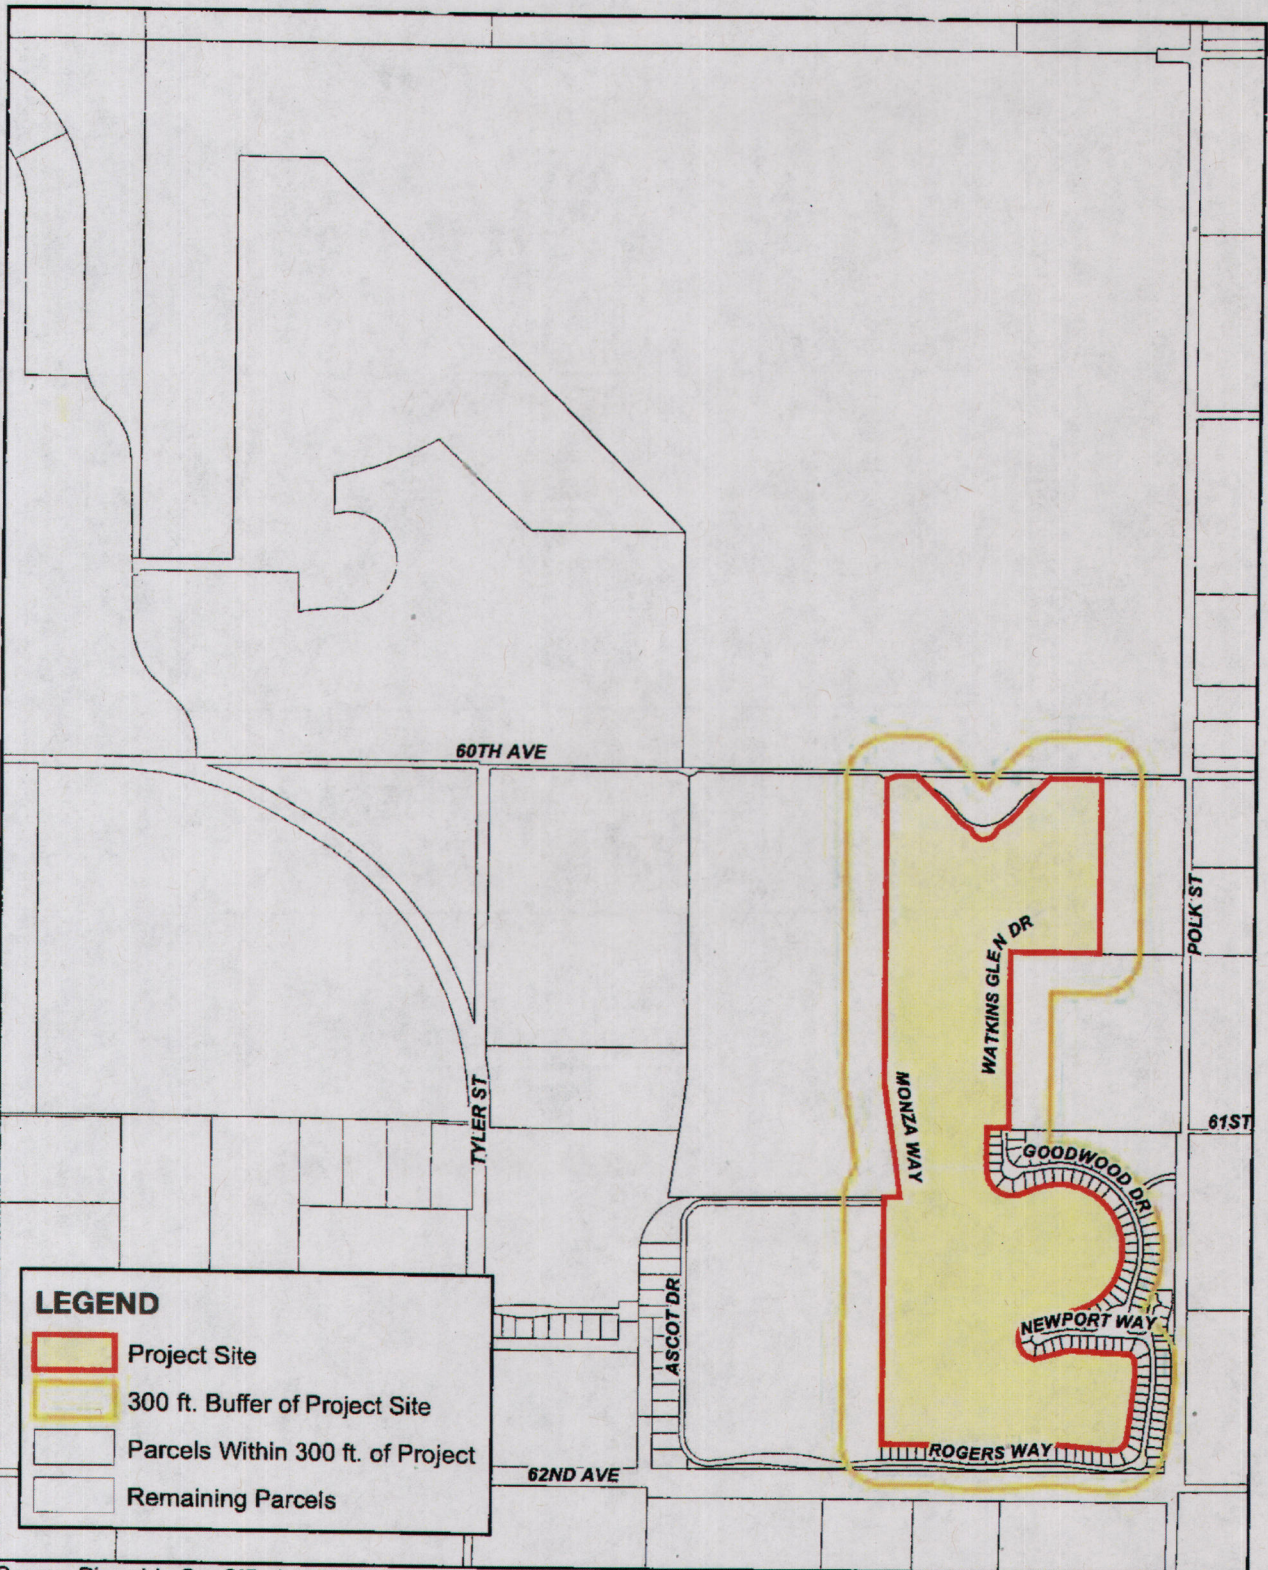 60TH AVE
POLK ST
WATKINS GLEN DR
MONZA WAY
TYLER ST
61ST
GOODWOOD DR
NEWPORT WAY
ASCOT DR
ROGERS WAY
62ND AVE
LEGEND
Project Site
300 ft. Buffer of Project Site
Parcels Within 300 ft. of Project
Remaining Parcels